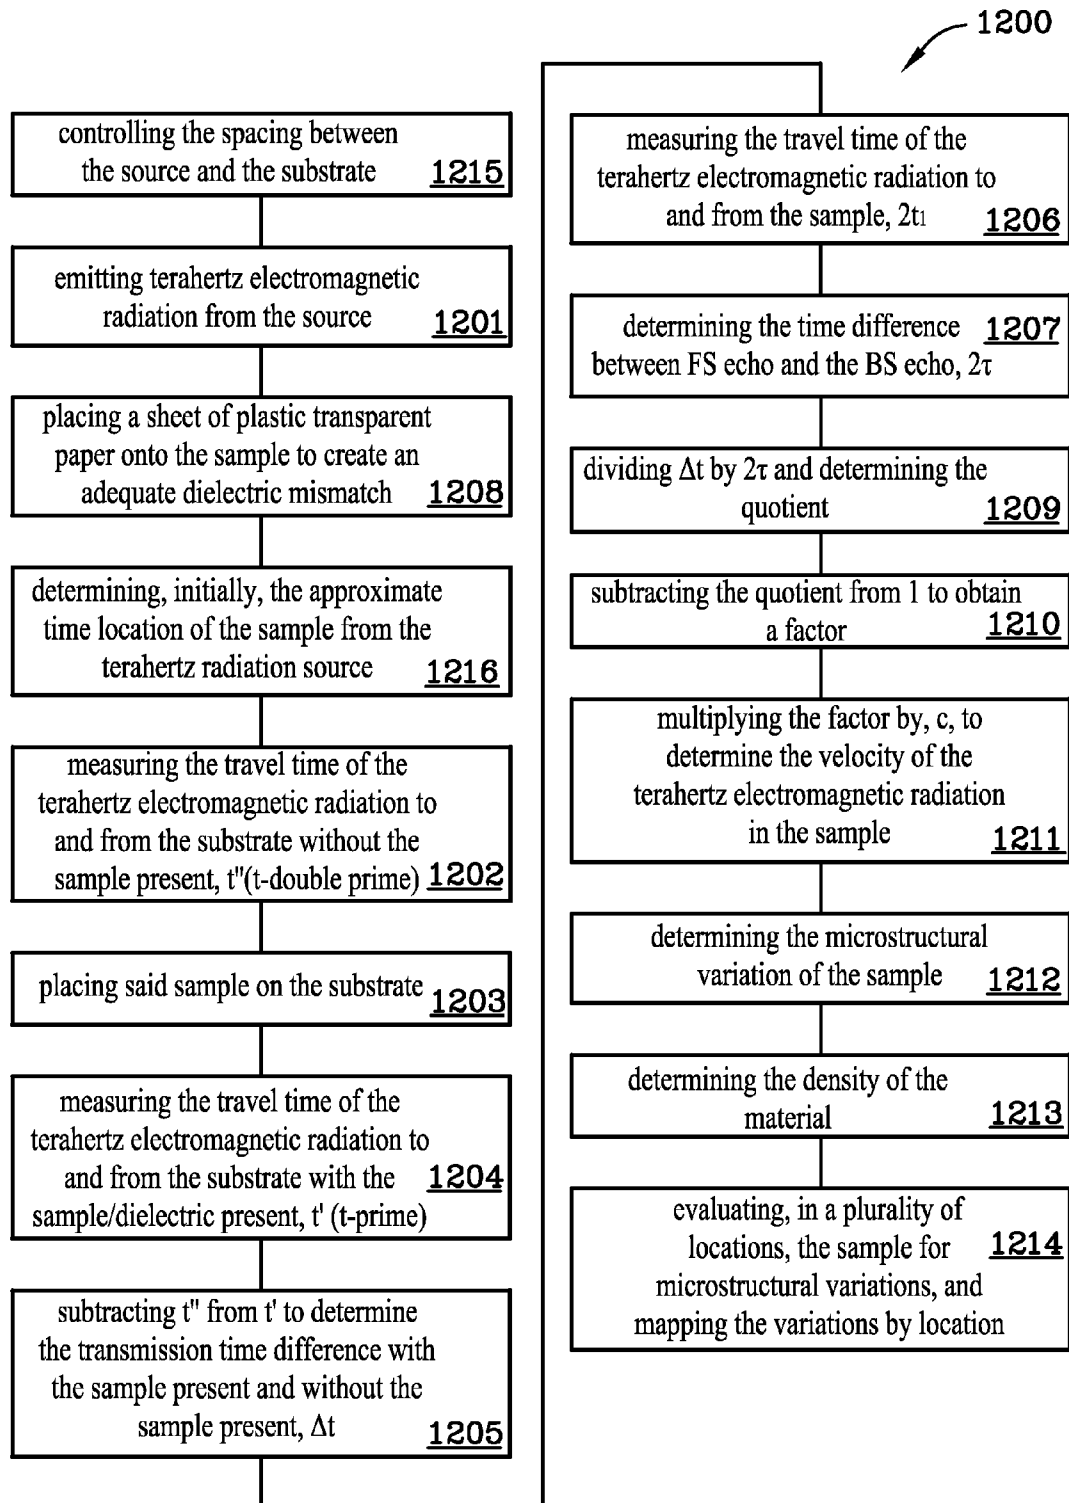 1200
controlling the spacing between
the source and the substrate 1215
emitting terahertz electromagnetic
radiation from the source 1201
placing a sheet of plastic transparent
paper onto the sample to create an
adequate dielectric mismatch 1208
determining, initially, the approximate
time location of the sample from the
terahertz radiation source 1216
measuring the travel time of the
terahertz electromagnetic radiation to
and from the substrate without the
sample present, t"(t-double prime) 1202
placing said sample on the substrate 1203
measuring the travel time of the
terahertz electromagnetic radiation to
and from the substrate with the 1204
sample/dielectric present, t' (t-prime)
subtracting t" from t' to determine
the transmission time difference with
the sample present and without the
sample present, Δt 1205
measuring the travel time of the
terahertz electromagnetic radiation to
and from the sample, 2t1 1206
determining the time difference 1207
between FS echo and the BS echo, 2τ
dividing Δt by 2τ and determining the
quotient 1209
subtracting the quotient from 1 to obtain
a factor 1210
multiplying the factor by, c, to
determine the velocity of the
terahertz electromagnetic radiation
in the sample 1211
determining the microstructural
variation of the sample 1212
determining the density of the
material 1213
evaluating, in a plurality of
locations, the sample for 1214
microstructural variations, and
mapping the variations by location